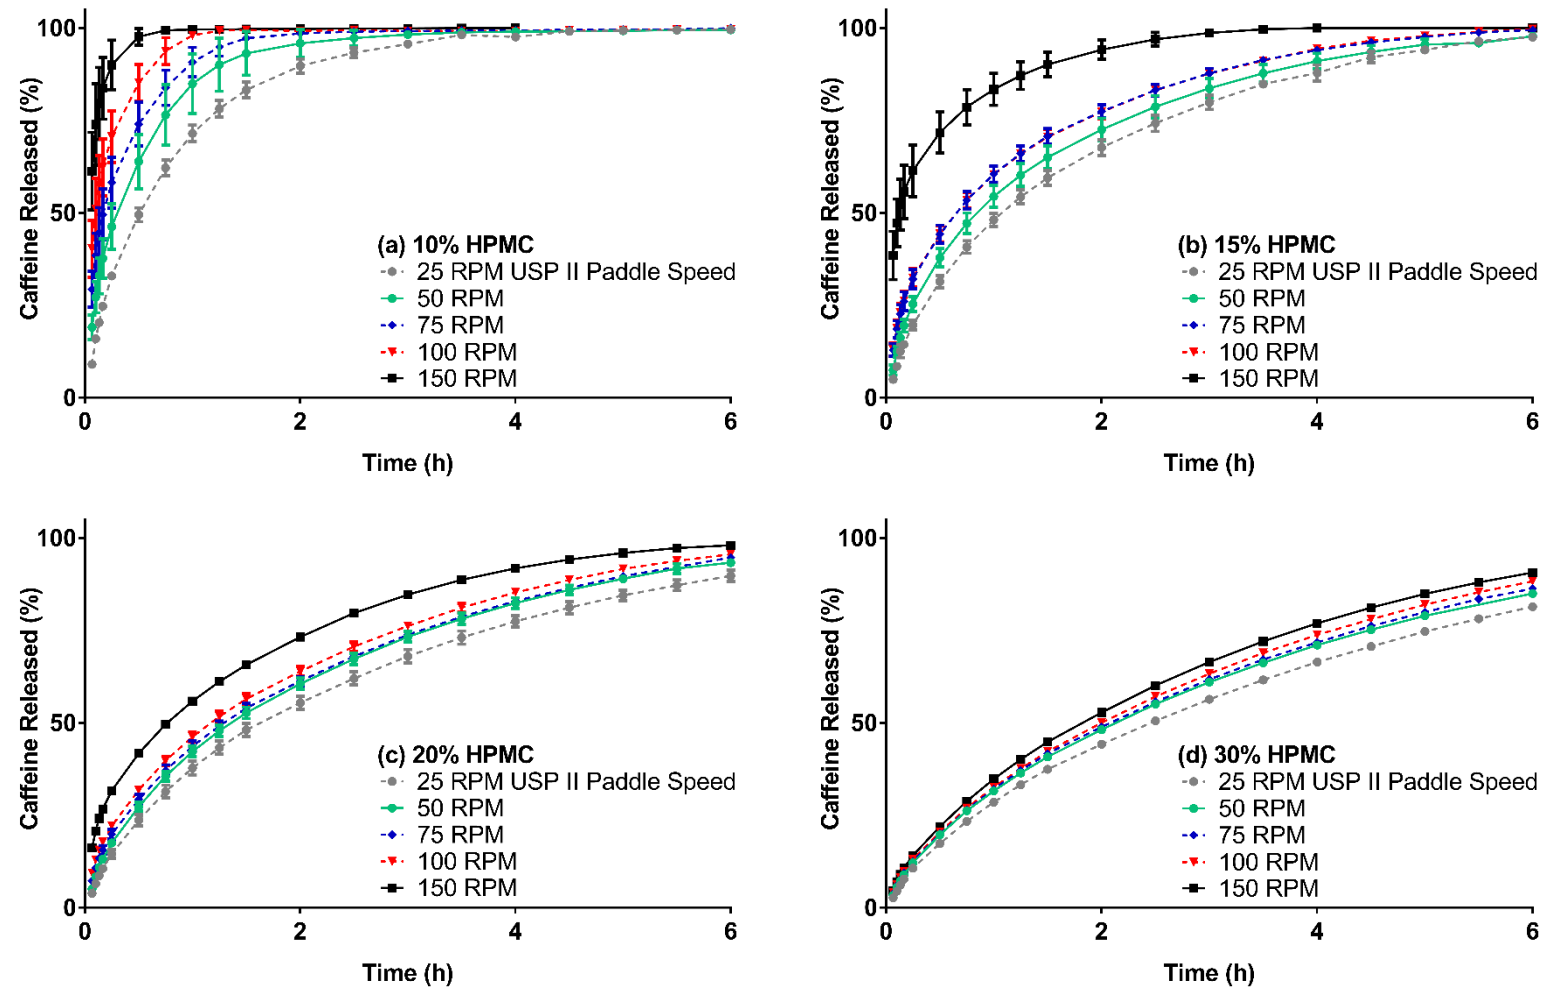 100
50
0
0
2
4
6
Caffeine Released (%)
Time (h)
(a) 10% HPMC
25 RPM USP II Paddle Speed
50 RPM
75 RPM
100 RPM
150 RPM
100
50
0
0
2
4
6
Caffeine Released (%)
Time (h)
(b) 15% HPMC
25 RPM USP II Paddle Speed
50 RPM
75 RPM
100 RPM
150 RPM
100
50
0
0
2
4
6
Caffeine Released (%)
Time (h)
(c) 20% HPMC
25 RPM USP II Paddle Speed
50 RPM
75 RPM
100 RPM
150 RPM
100
50
0
0
2
4
6
Caffeine Released (%)
Time (h)
(d) 30% HPMC
25 RPM USP II Paddle Speed
50 RPM
75 RPM
100 RPM
150 RPM